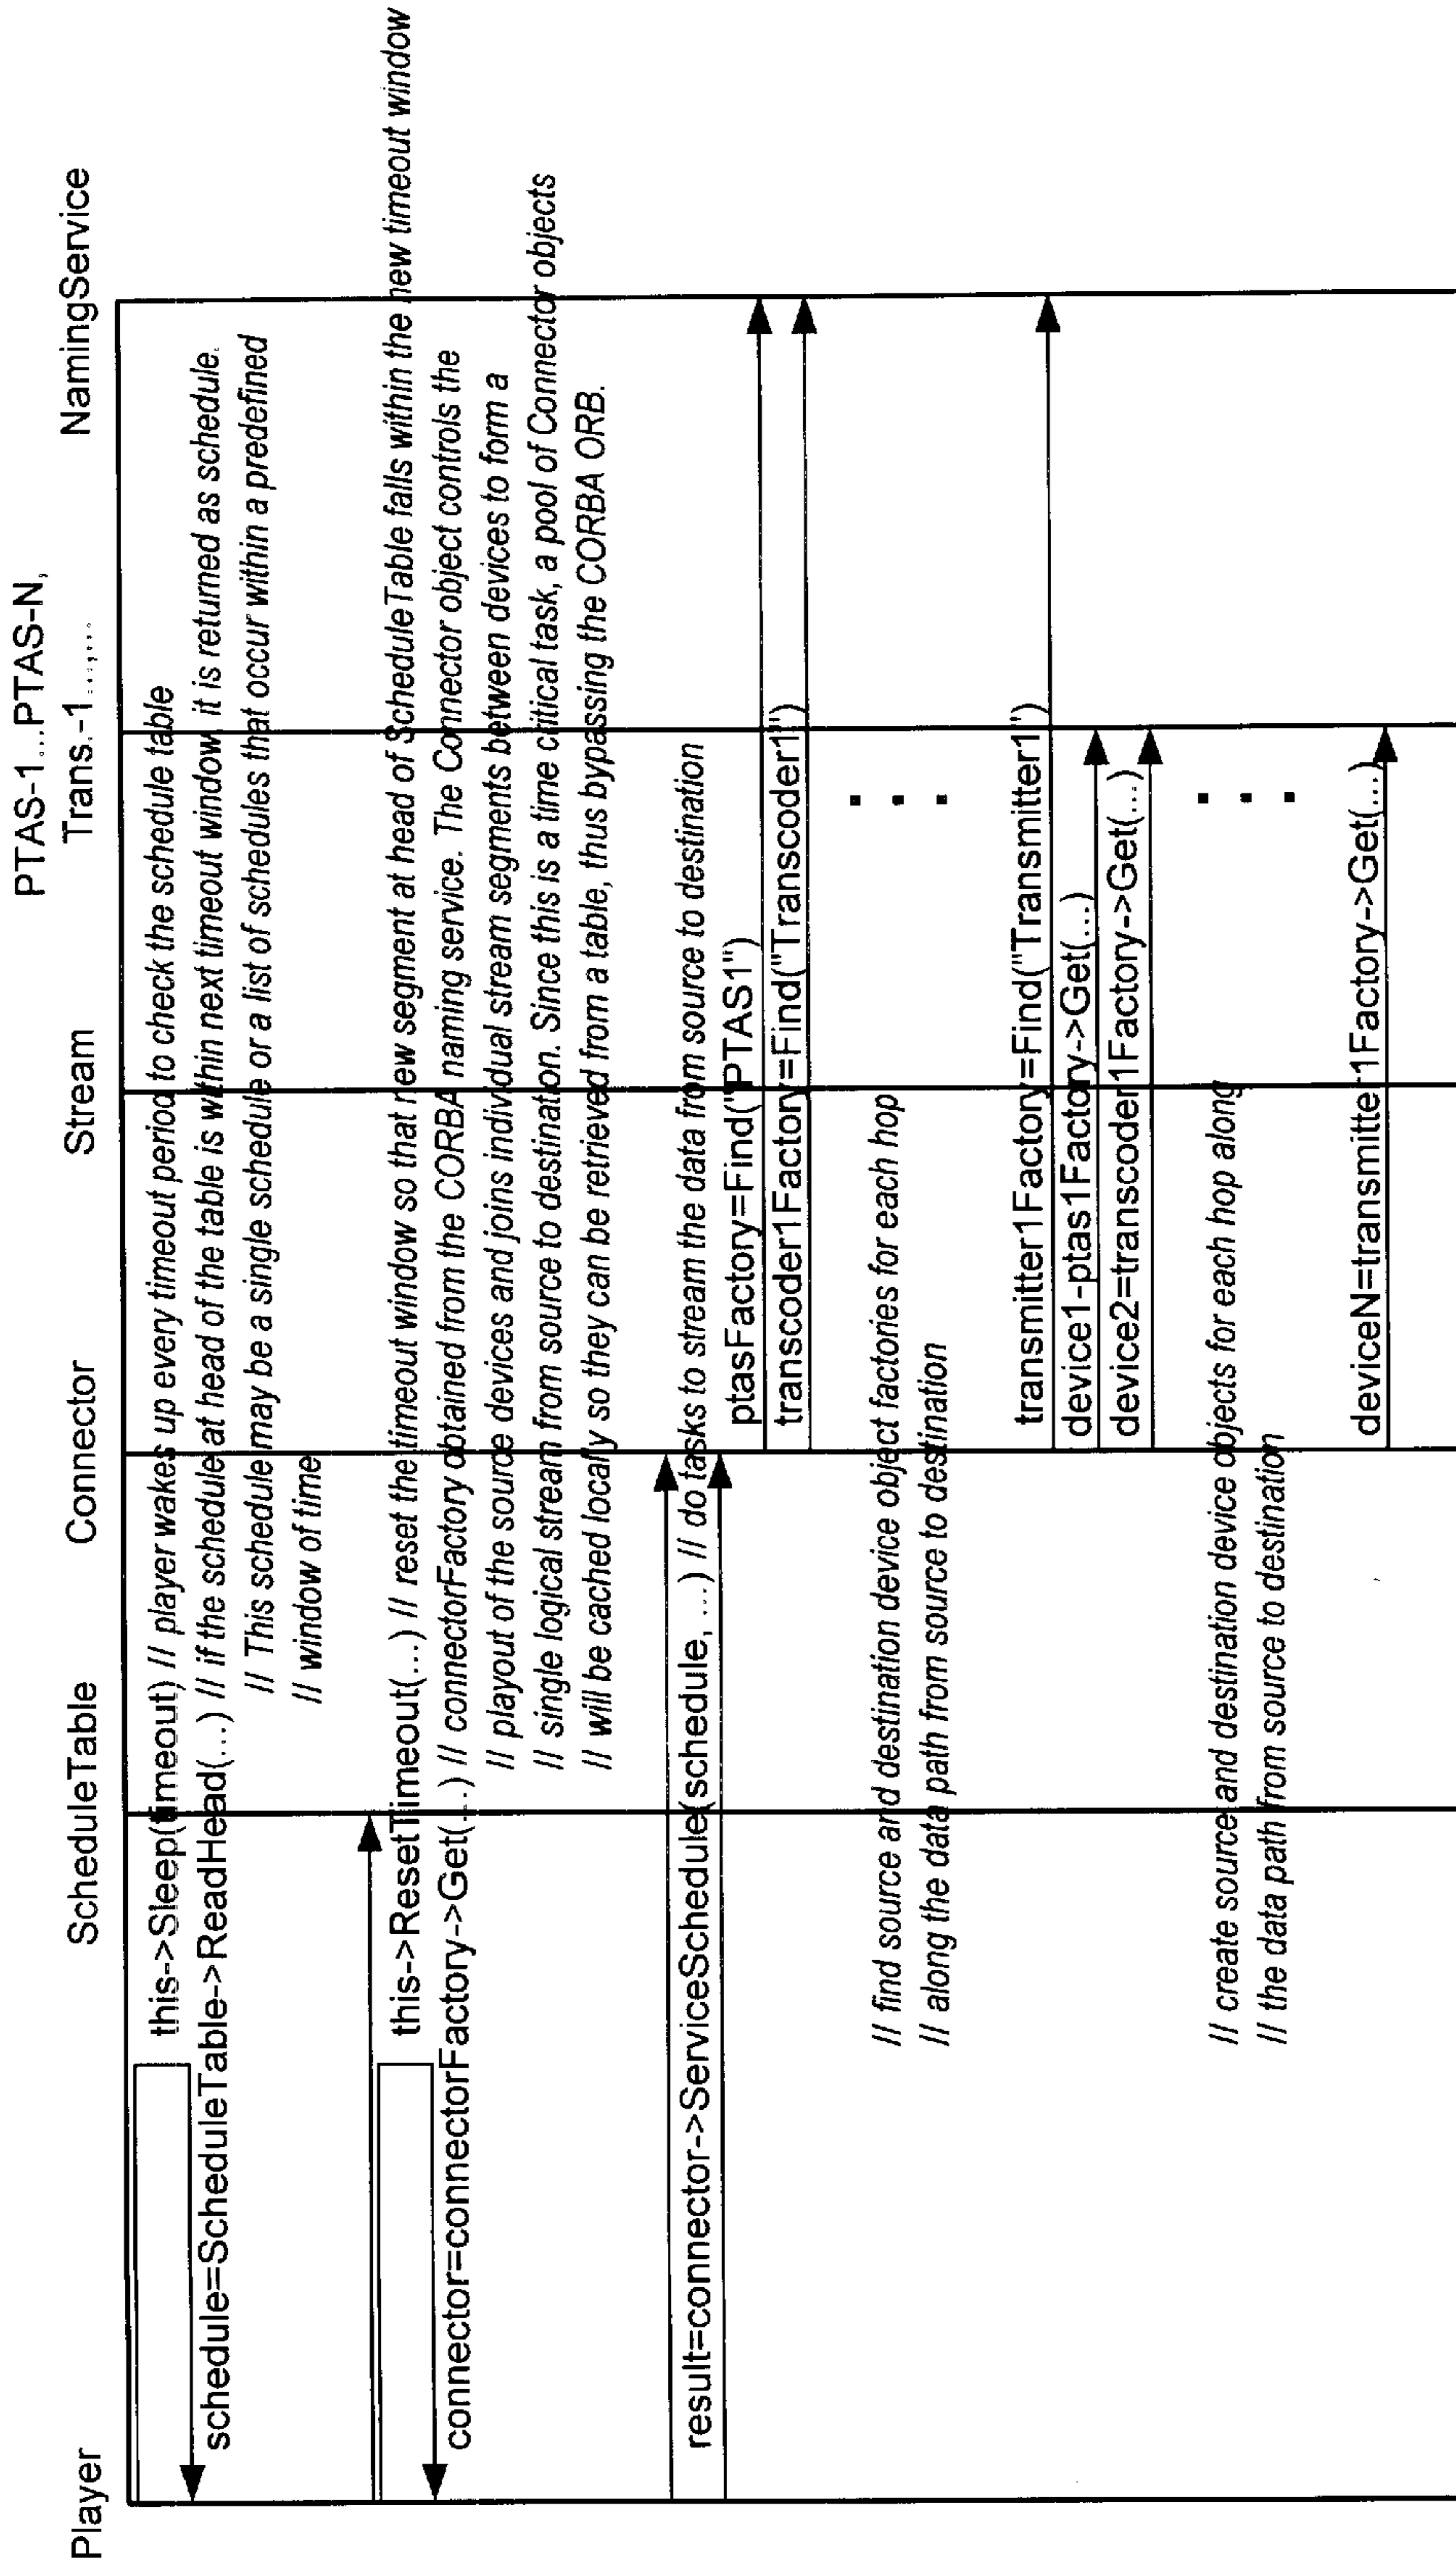 PTAS-1...PTAS-N,
Player ScheduleTable Connector Stream Trans.-1...,... NamingService
this->Sleep(timeout) // player wakes up every timeout period to check the schedule table
schedule=ScheduleTable->ReadHead(...) // if the schedule at head of the table is within next timeout window, it is returned as schedule.
// This schedule may be a single schedule or a list of schedules that occur within a predefined
// window of time
this->ResetTimeout(...) // reset the timeout window so that new segment at head of ScheduleTable falls within the new timeout window
connector=connectorFactory->Get(...) // connectorFactory obtained from the CORBA naming service. The Connector object controls the
// playout of the source devices and joins individual stream segments between devices to form a
// single logical stream from source to destination. Since this is a time critical task, a pool of Connector objects
// will be cached locally so they can be retrieved from a table, thus bypassing the CORBA ORB.
result=connector->ServiceSchedule(schedule, ...) // do tasks to stream the data from source to destination
ptasFactory=Find("PTAS1")
transcoder1Factory=Find("Transcoder1")
// find source and destination device object factories for each hop
// along the data path from source to destination
transmitter1Factory=Find("Transmitter1")
device1-ptas1Factory->Get(...)
device2=transcoder1Factory->Get(...)
// create source and destination device objects for each hop along
// the data path from source to destination
deviceN=transmitter1Factory->Get(...)